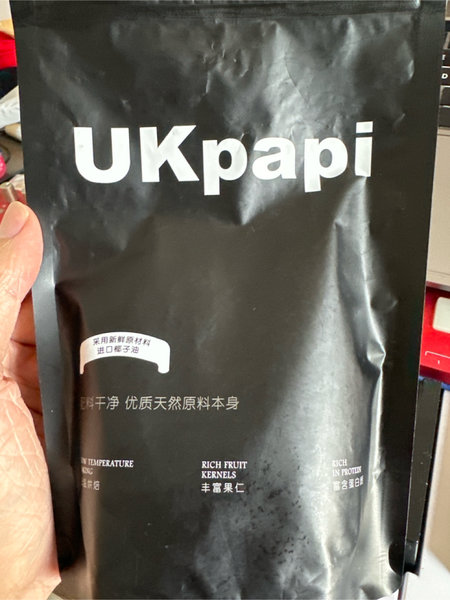 UKpapi
采用新鲜原材料
进口椰子油
料干净 优质天然原料本身
TEMPERATURE
RICH FRUIT
KERNELS
丰富果仁
RICH
IN PROTEIN
富含蛋白质
烘焙